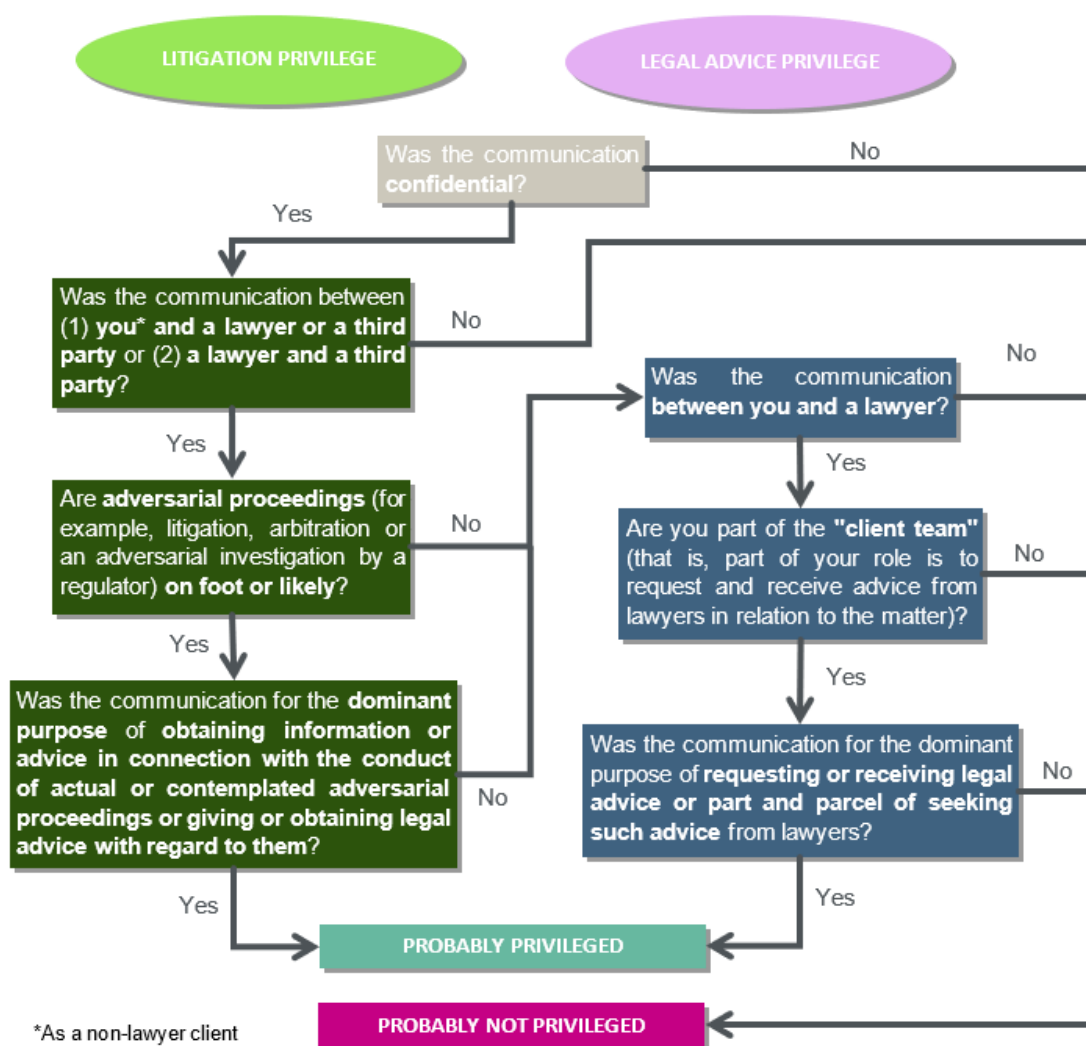 LITIGATION PRIVILEGE
LEGAL ADVICE PRIVILEGE
Was the communication
confidential?
No
Yes
Was the communication between
(1) you* and a lawyer or a third
party or (2) a lawyer and a third
party?
No
Was the communication
between you and a lawyer?
No
Yes
Yes
Are adversarial proceedings (for
example, litigation, arbitration or
an adversarial investigation by a
regulator) on foot or likely?
No
Are you part of the "client team"
(that is, part of your role is to
request and receive advice from
lawyers in relation to the matter)?
No
Yes
Yes
Was the communication for the dominant
purpose of obtaining information or
advice in connection with the conduct
of actual or contemplated adversarial
proceedings or giving or obtaining legal
advice with regard to them?
No
Was the communication for the dominant
purpose of requesting or receiving legal
advice or part and parcel of seeking
such advice from lawyers?
No
Yes
Yes
PROBABLY PRIVILEGED
PROBABLY NOT PRIVILEGED
*As a non-lawyer client